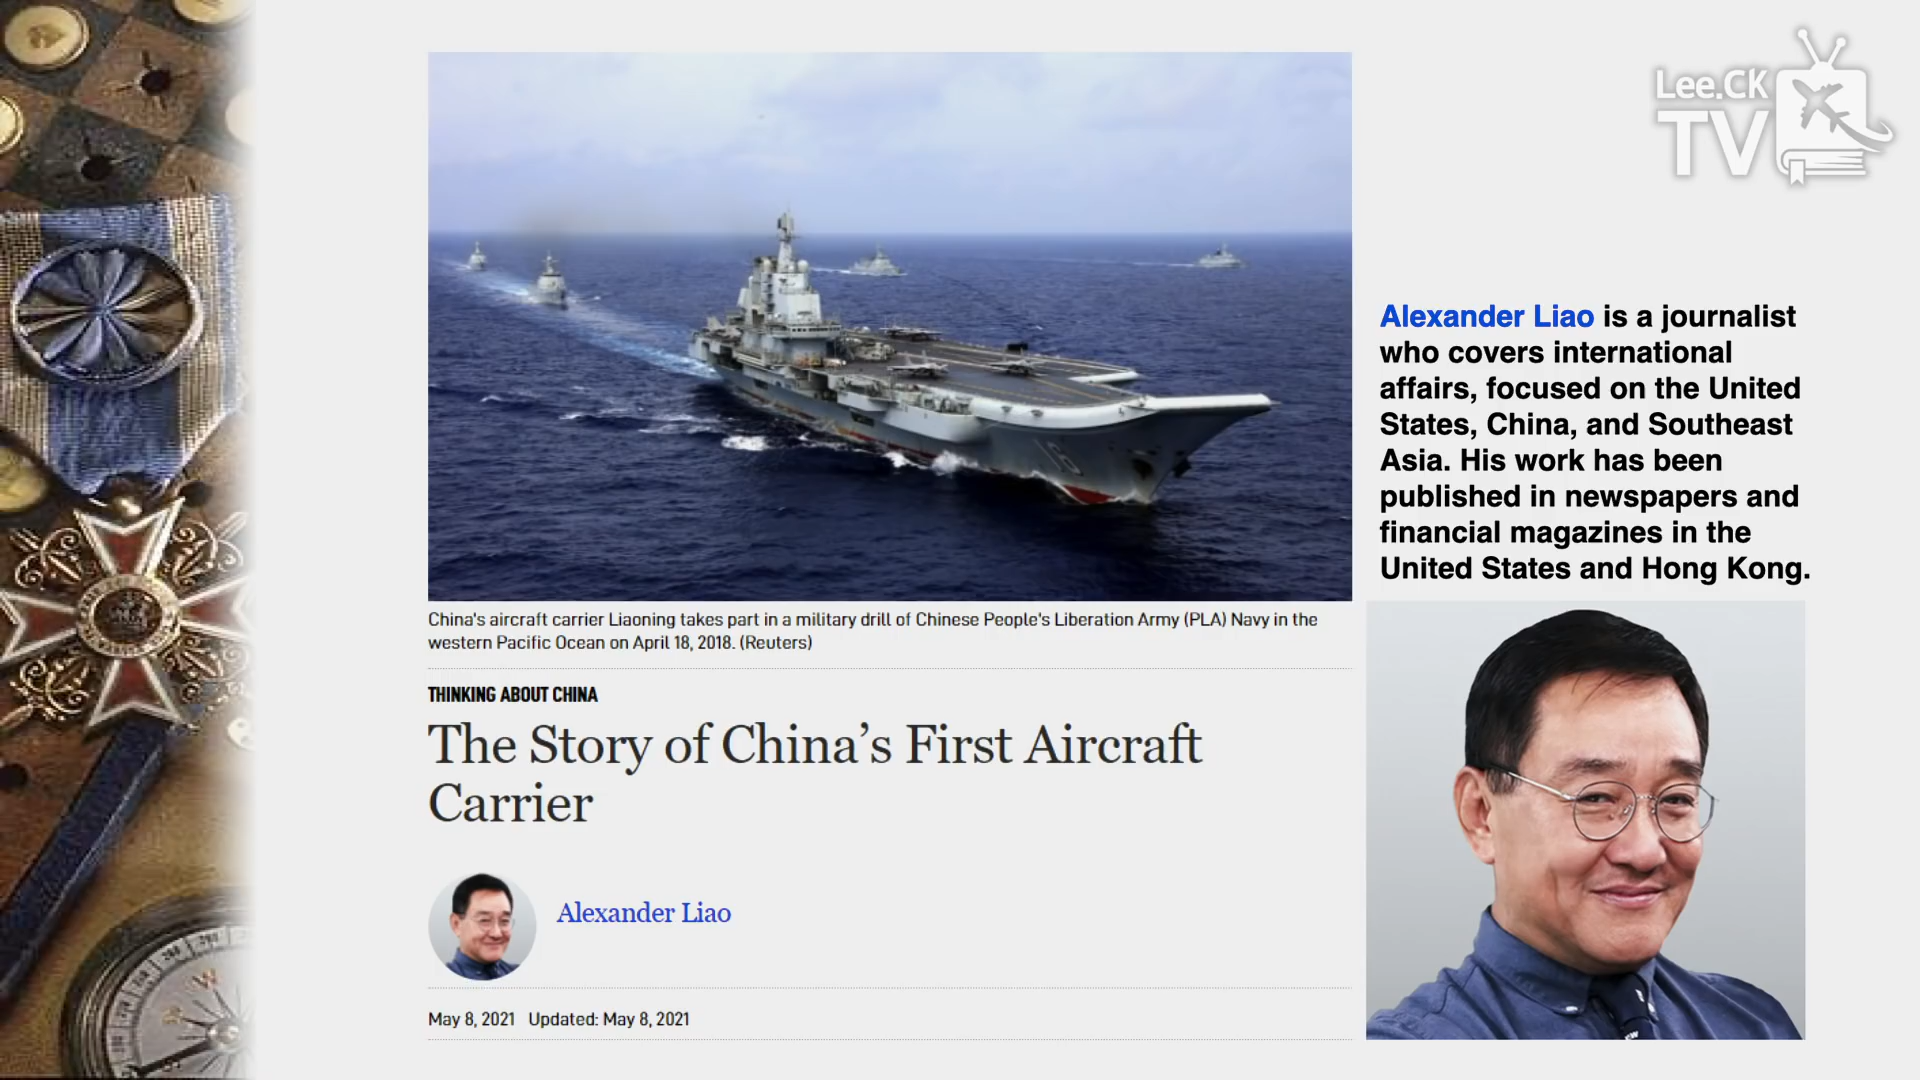 Lee.CK
TV
Alexander Liao is a journalist
who covers international
affairs, focused on the United
States, China, and Southeast
Asia. His work has been
published in newspapers and
financial magazines in the
United States and Hong Kong.
16
China's aircraft carrier Liaoning takes part in a military drill of Chinese People's Liberation Army (PLA) Navy in the
western Pacific Ocean on April 18, 2018. (Reuters)
THINKING ABOUT CHINA
The Story of China’s First Aircraft
Carrier
Alexander Liao
May 8, 2021 Updated: May 8, 2021